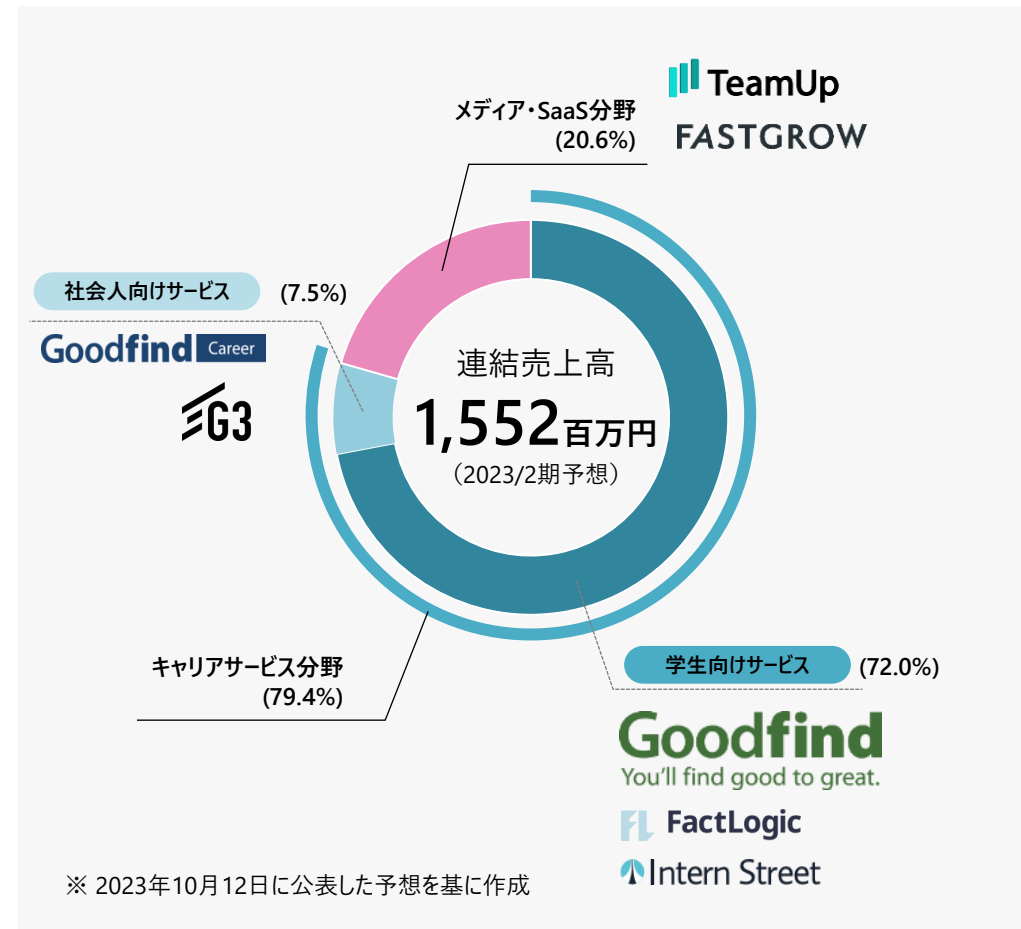 TeamUp
FASTGROW
メディア・SaaS分野
(20.6%)
社会人向けサービス (7.5%)
Goodfind Career
G3
連結売上高
1,552百万円
（2023/2期予想）
キャリアサービス分野
(79.4%)
学生向けサービス (72.0%)
Goodfind
You'll find good to great.
FL FactLogic
Intern Street
※ 2023年10月12日に公表した予想を基に作成